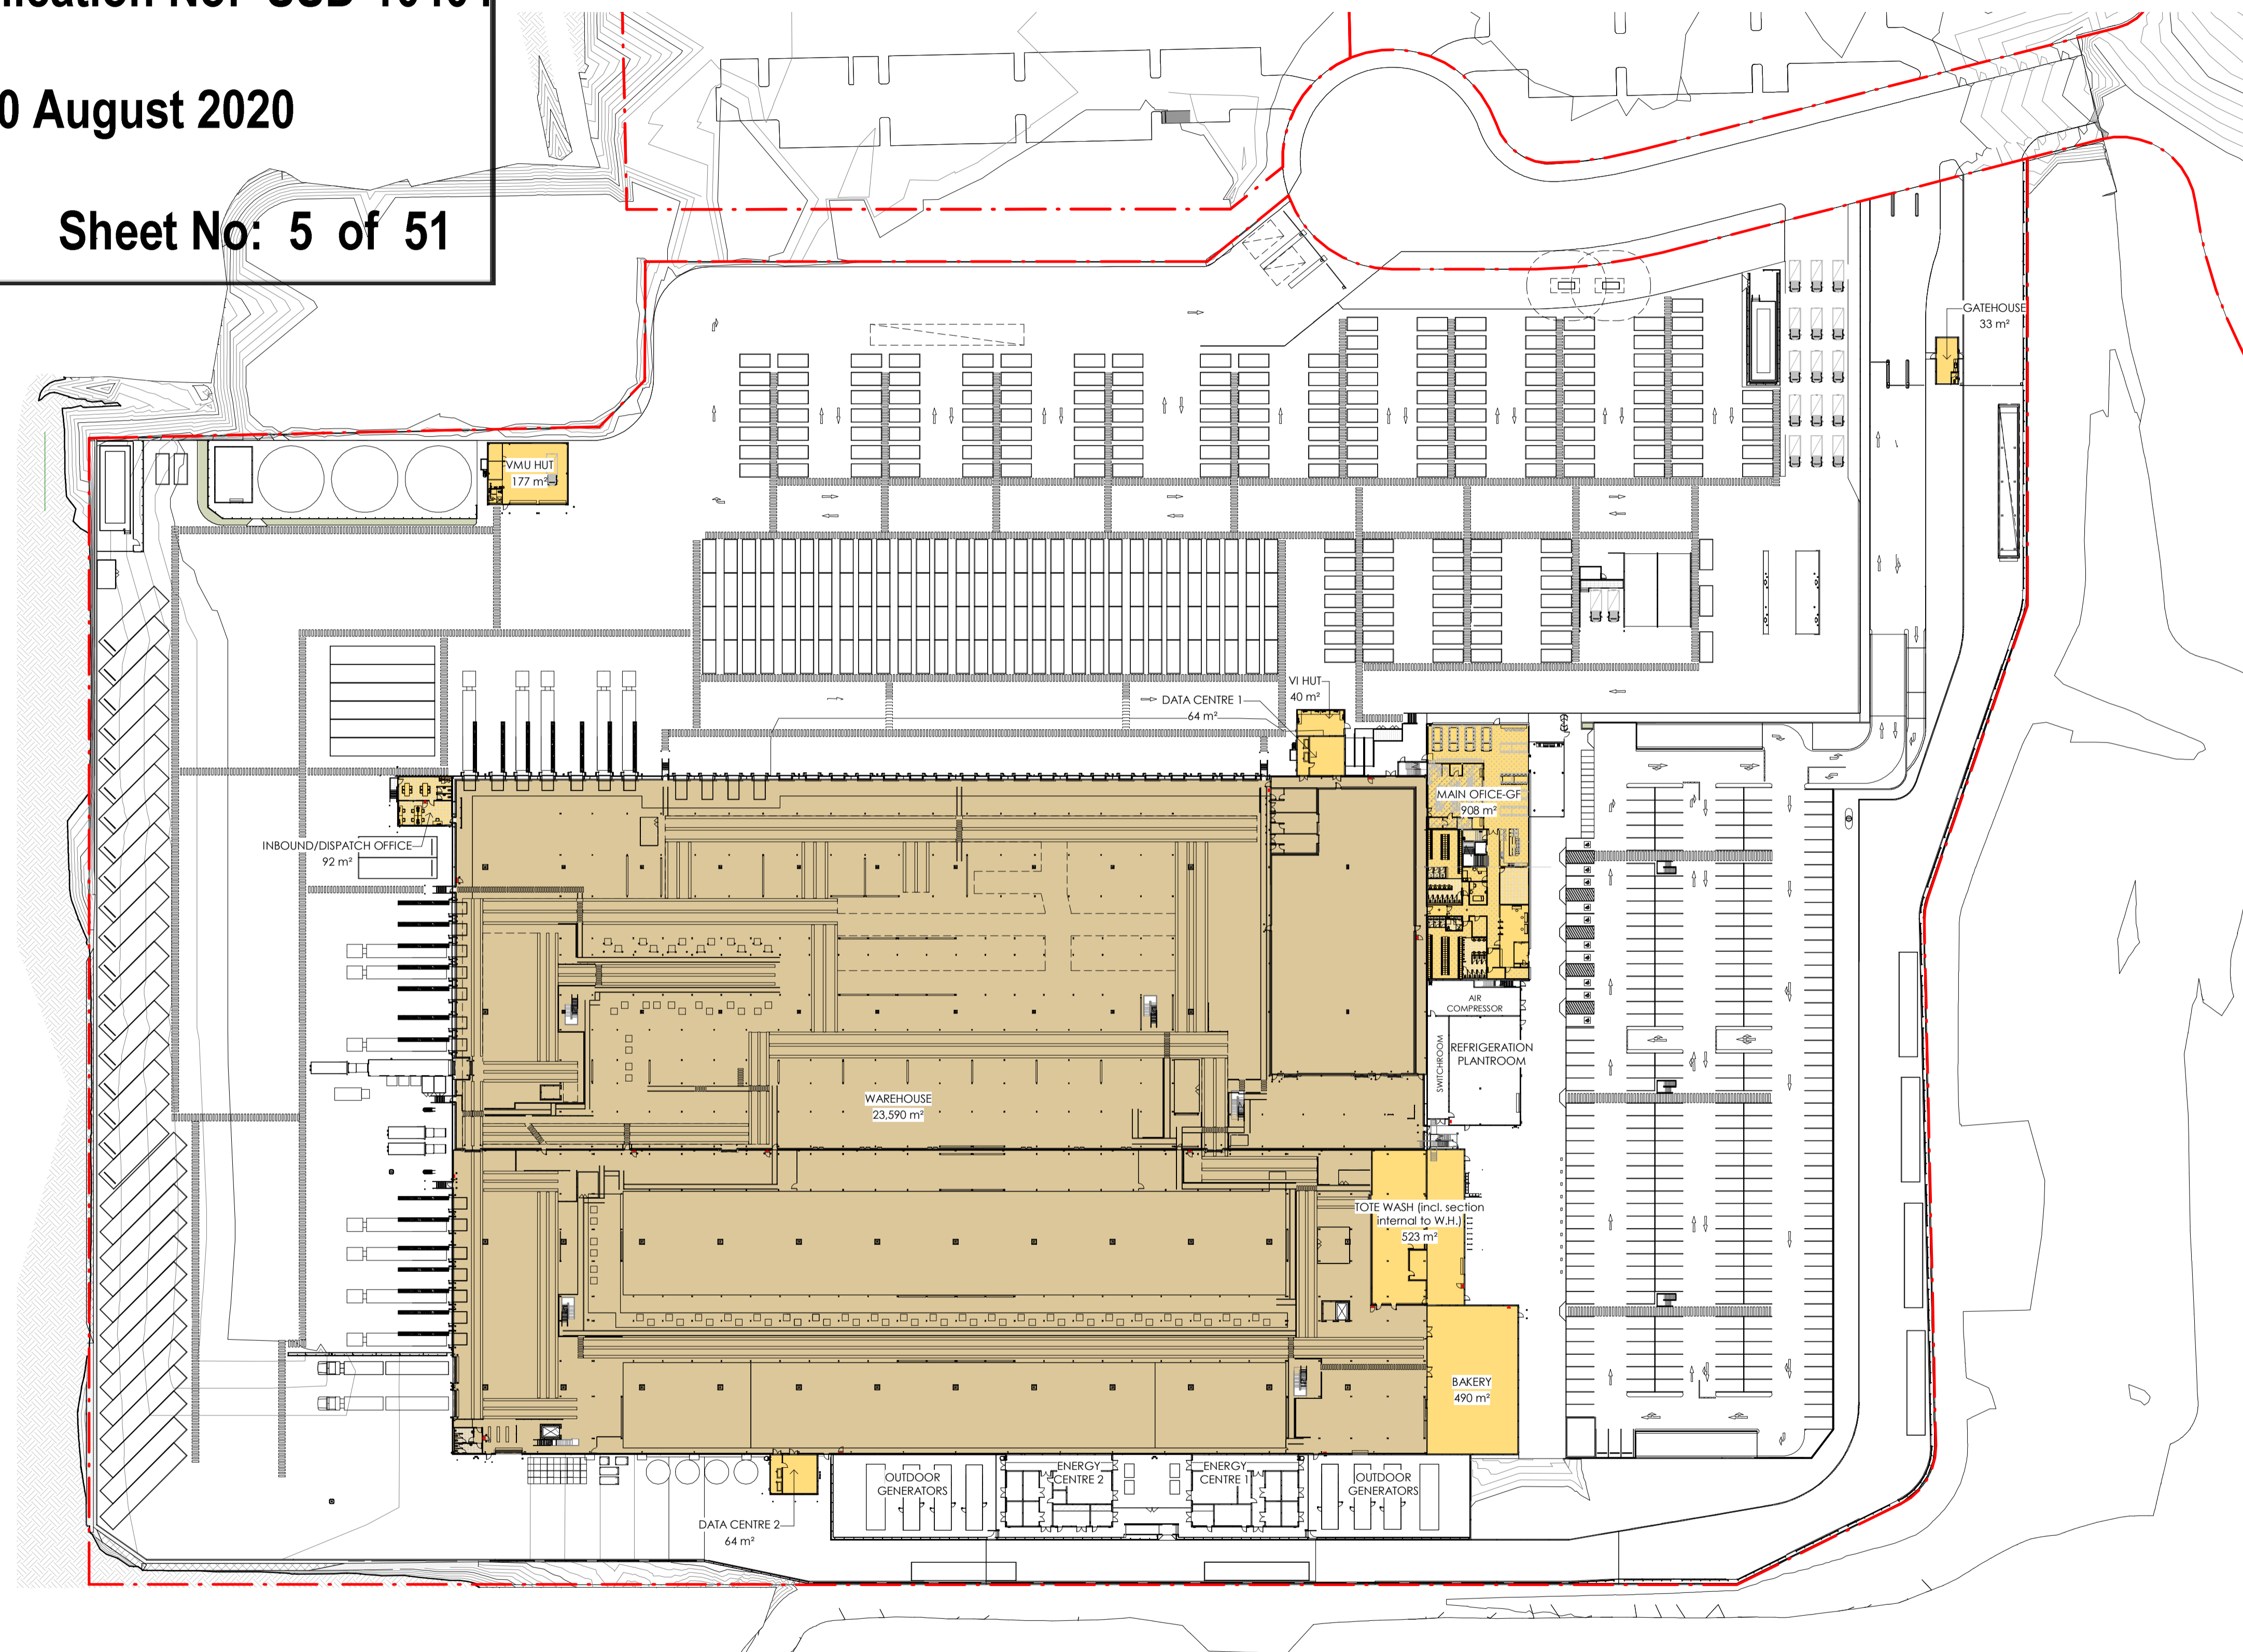 0 August 2020
Sheet No: 5 of 51
GATEHOUSE
33 m²
VMU HUT
177 m²
VI HUT
40 m²
DATA CENTRE 1
64 m²
MAIN OFICE-GF
908 m²
INBOUND/DISPATCH OFFICE
92 m²
AIR
COMPRESSOR
SWITCHROOM
REFRIGERATION
PLANTROOM
WAREHOUSE
23,590 m²
TOTE WASH (incl. section
internal to W.H.)
523 m²
BAKERY
490 m²
OUTDOOR
GENERATORS
ENERGY
CENTRE 2
ENERGY
CENTRE 1
OUTDOOR
GENERATORS
DATA CENTRE 2
64 m²